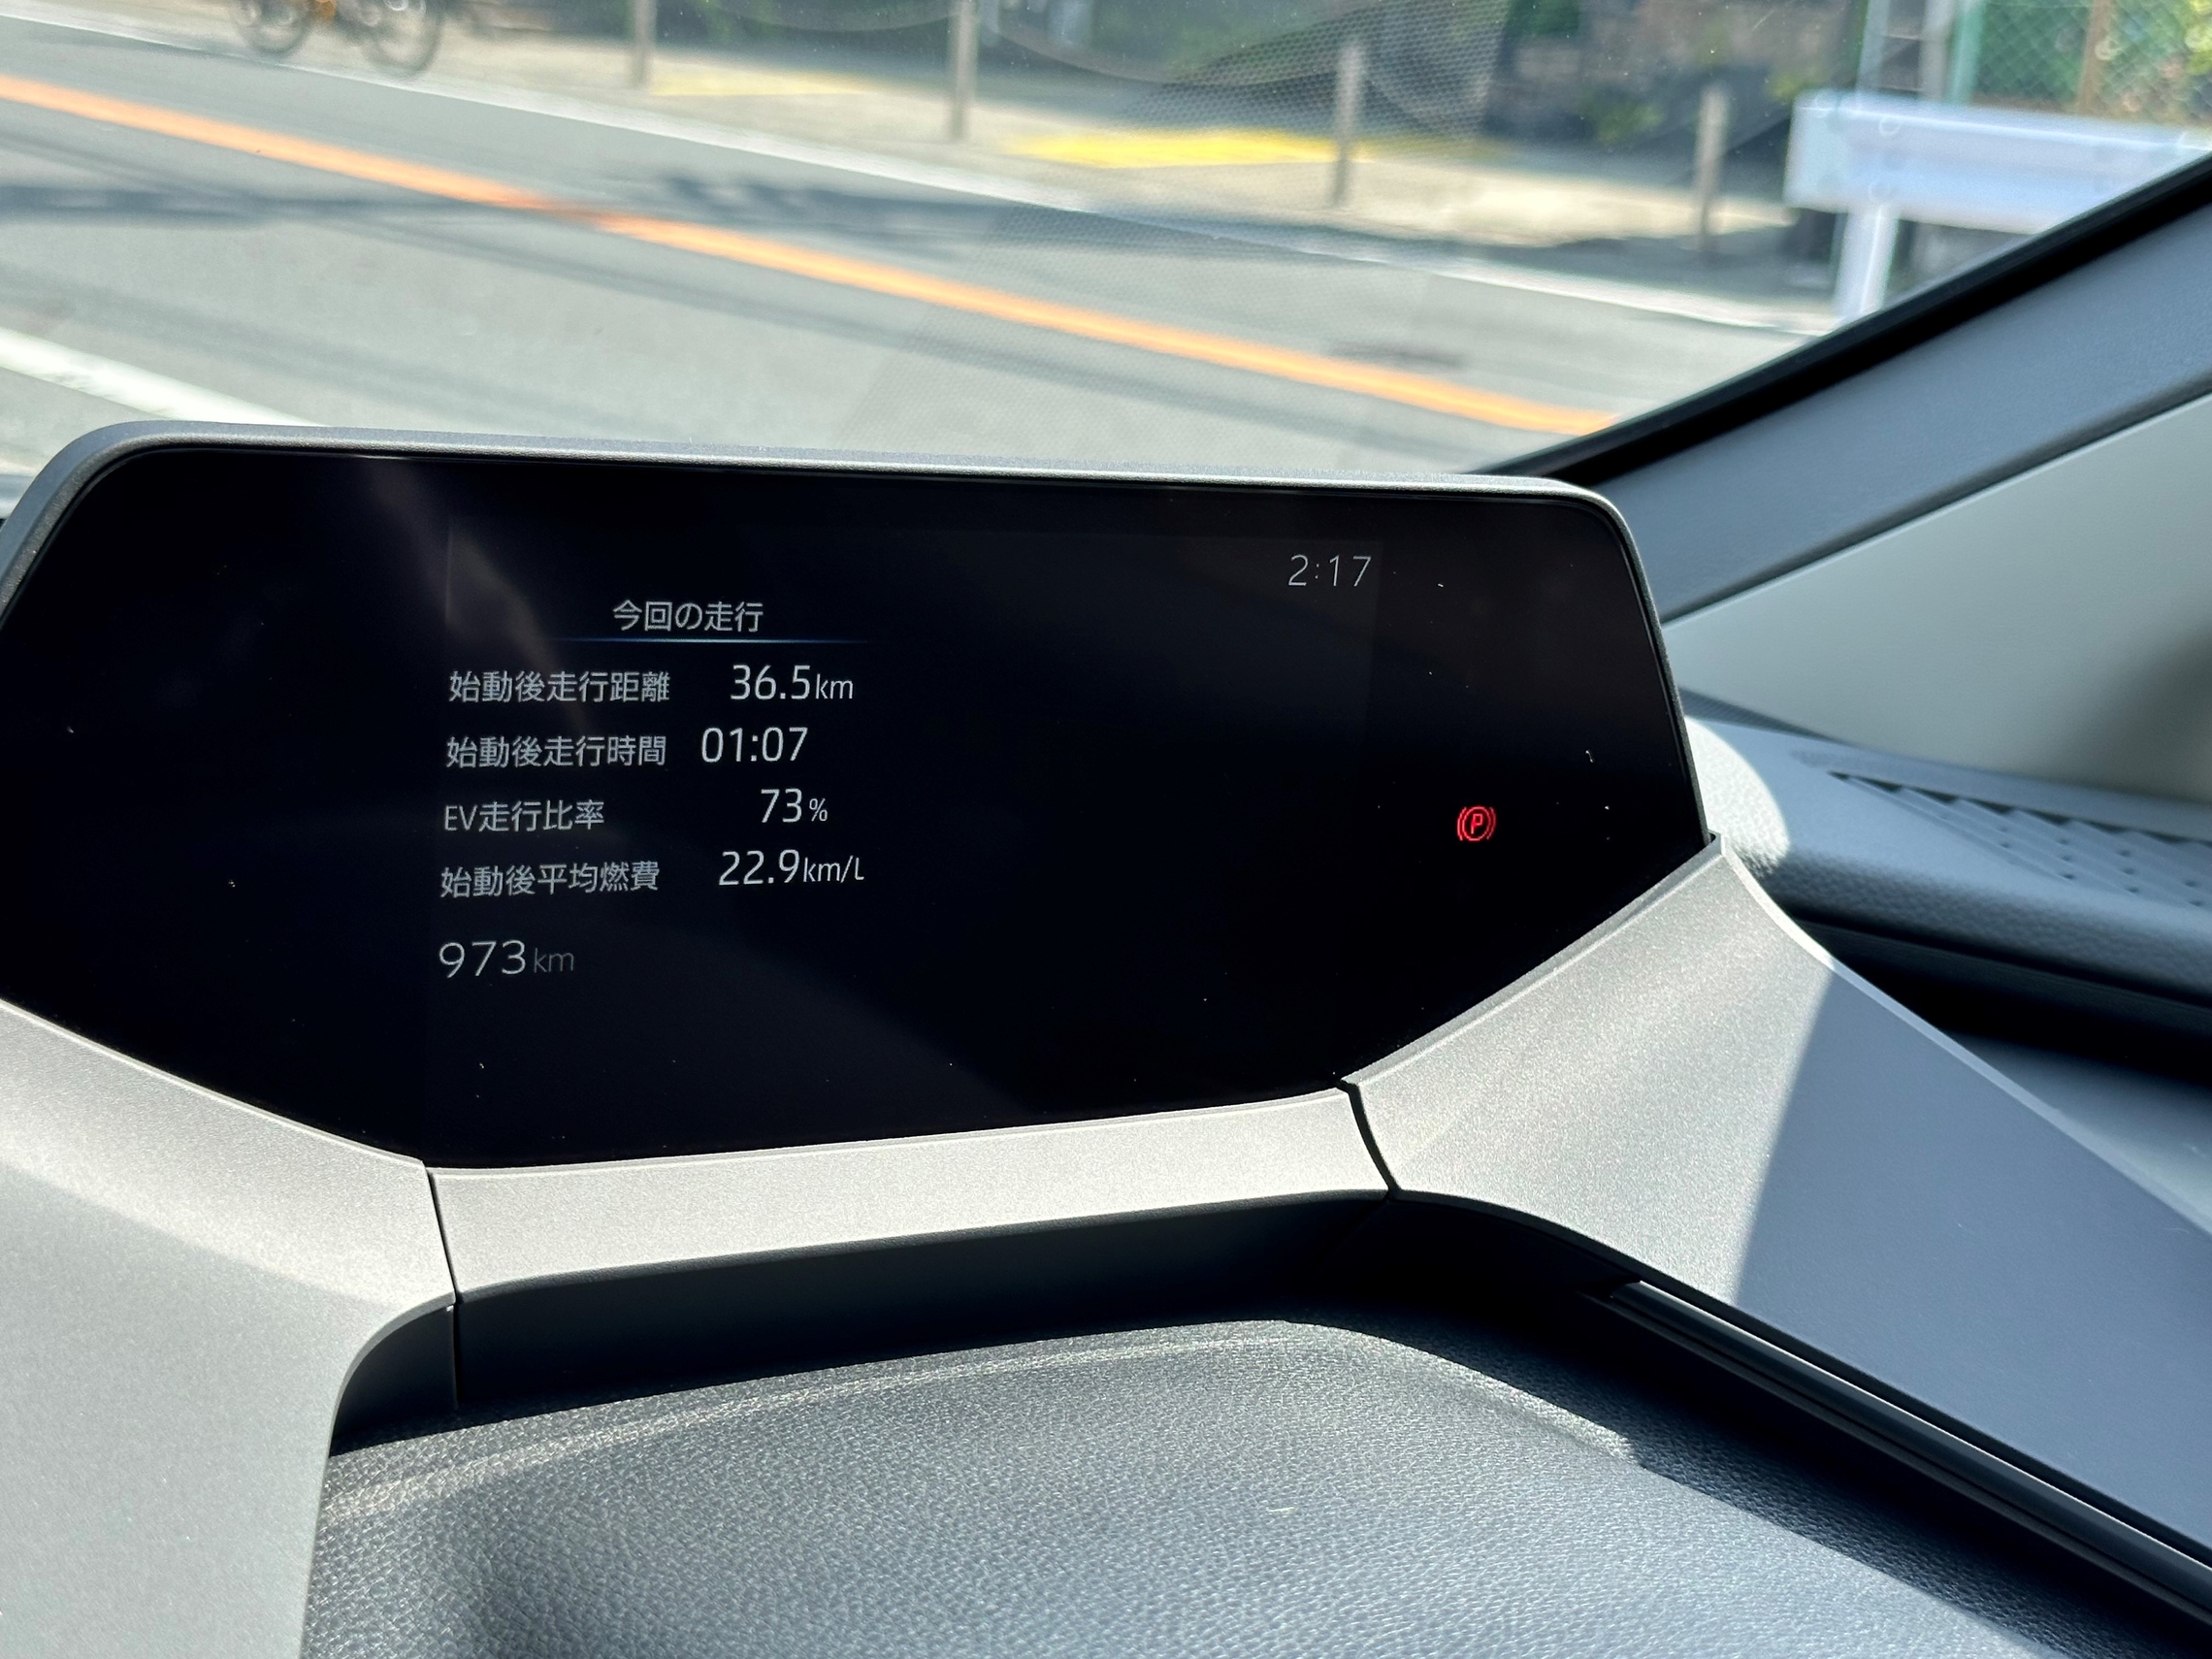 2:17
今回の走行
始動後走行距離 36.5km
始動後走行時間 01:07
EV走行比率 73%
始動後平均燃費 22.9km/L
973km
P